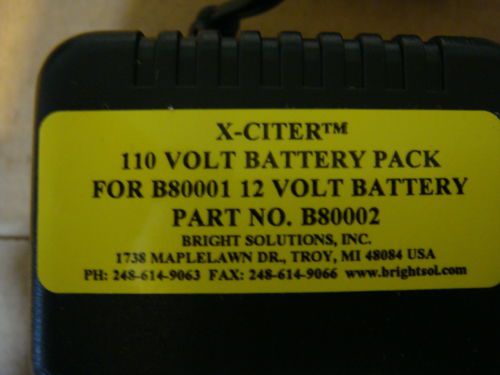 X-CITER™
110 VOLT BATTERY PACK
FOR B80001 12 VOLT BATTERY
PART NO. B80002
BRIGHT SOLUTIONS, INC.
1738 MAPLELAWN DR., TROY, MI 48084 USA
PH: 248-614-9063 FAX: 248-614-9066 www.brightsol.com